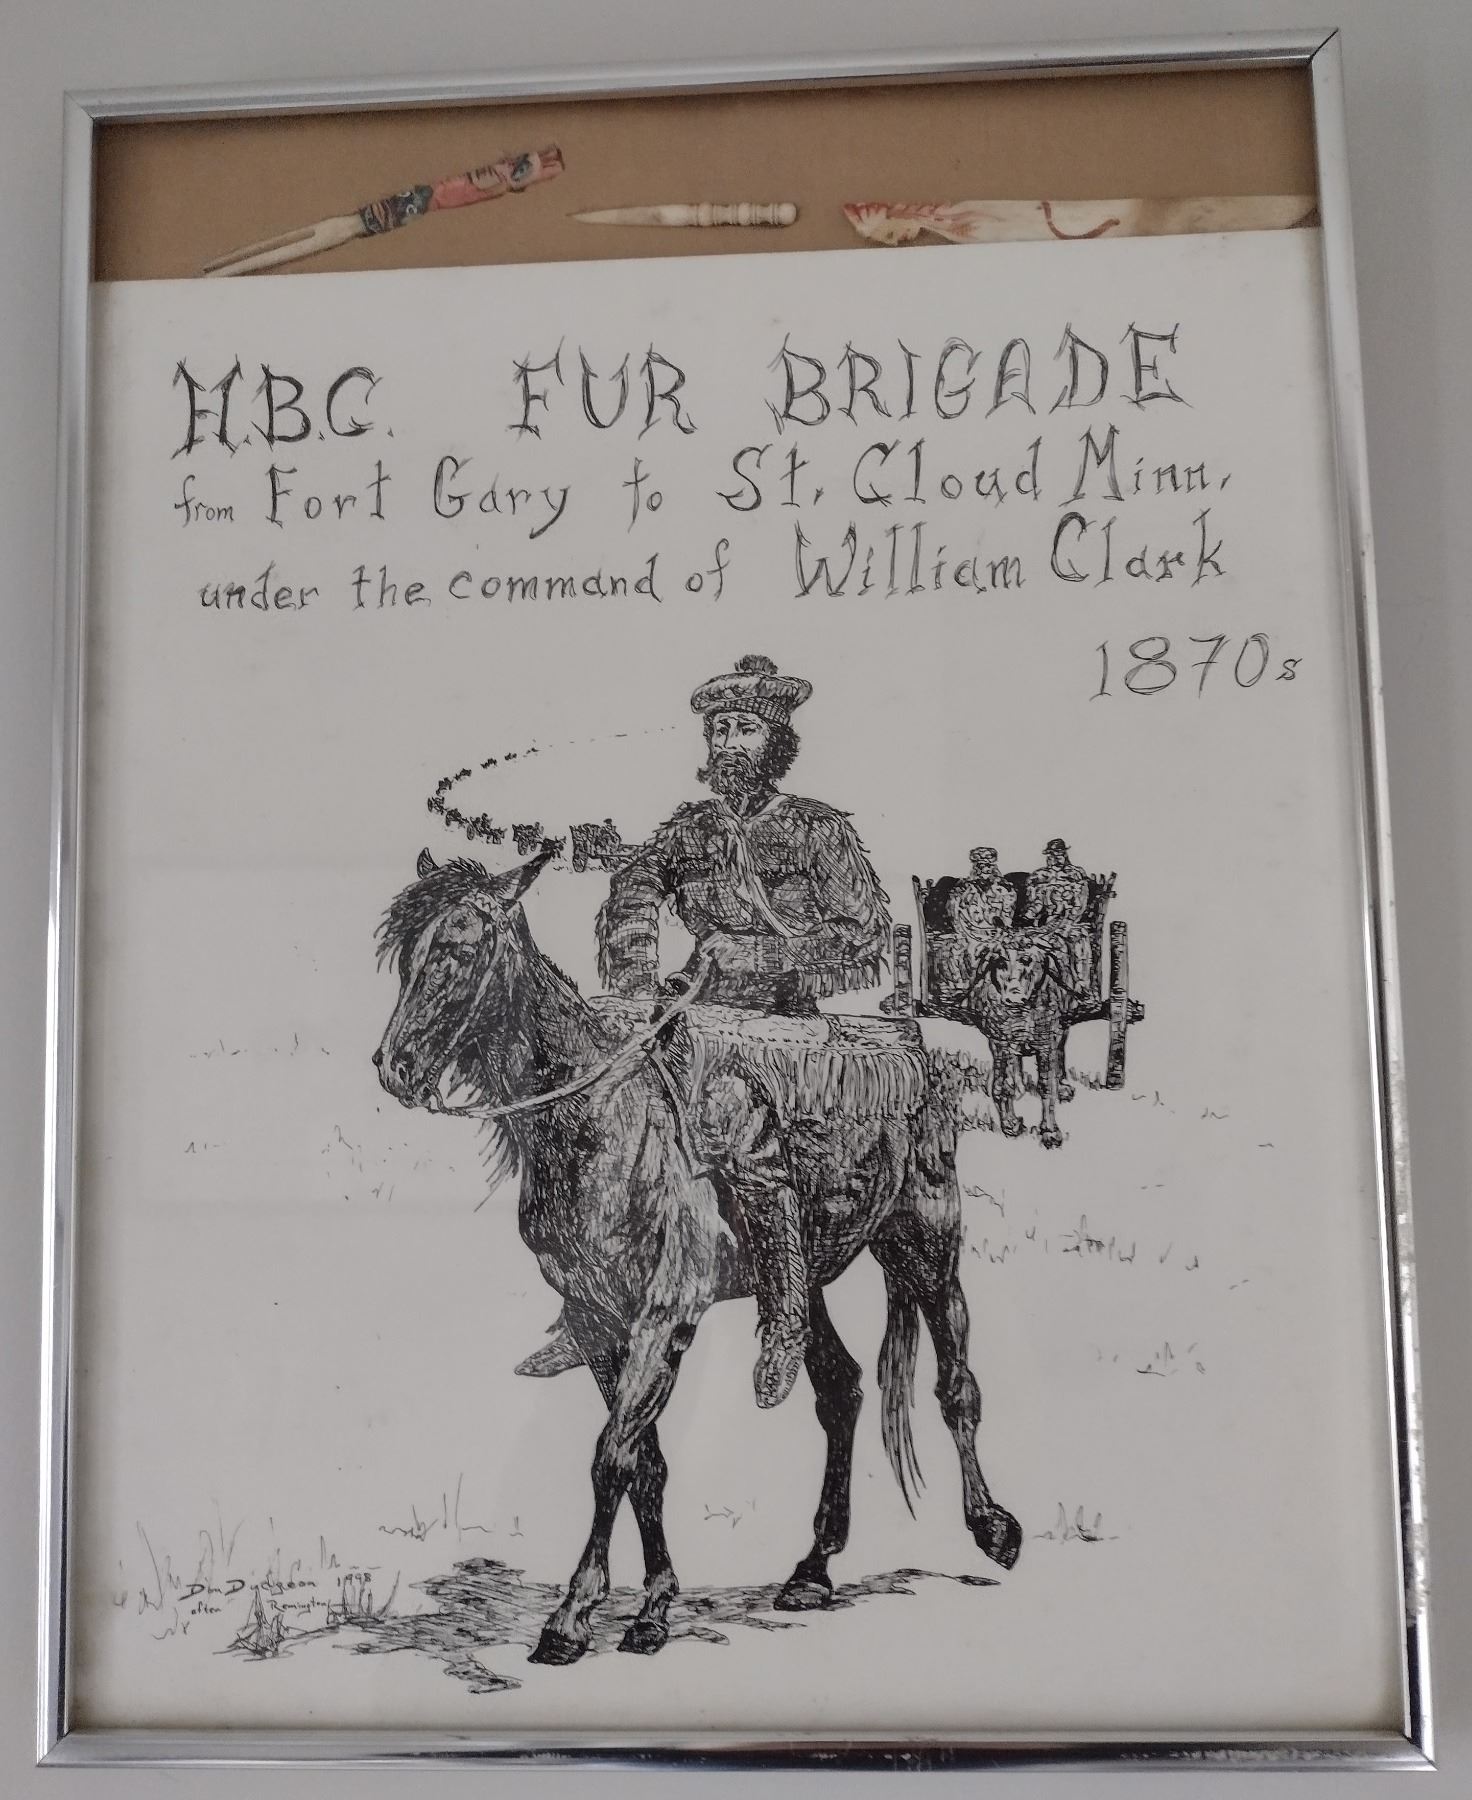 H.B.C. FUR BRIGADE
from Fort Gary to St. Cloud Minn.
under the command of William Clark
1870s
Don Dudgeon 1998
after Remington